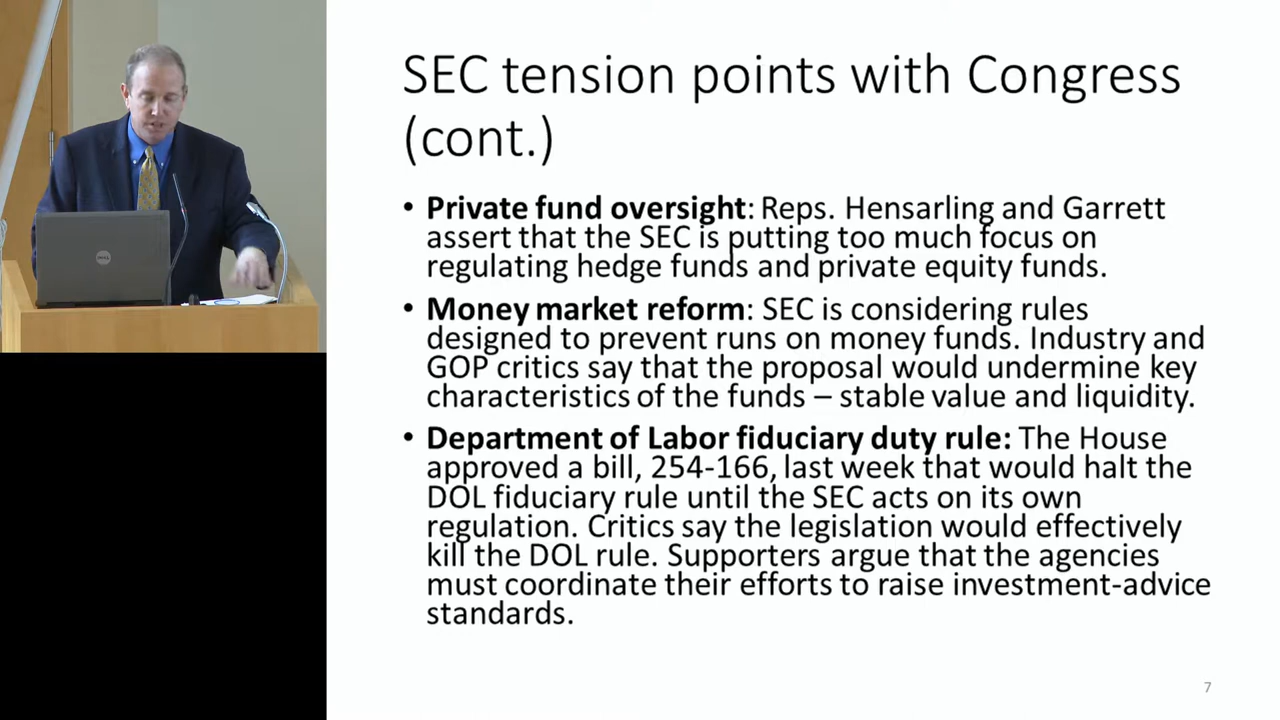 SEC tension points with Congress
(cont.)
• Private fund oversight: Reps. Hensarling and Garrett
assert that the SEC is putting too much focus on
regulating hedge funds and private equity funds.
• Money market reform: SEC is considering rules
designed to prevent runs on money funds. Industry and
GOP critics say that the proposal would undermine key
characteristics of the funds – stable value and liquidity.
• Department of Labor fiduciary duty rule: The House
approved a bill, 254-166, last week that would halt the
DOL fiduciary rule until the SEC acts on its own
regulation. Critics say the legislation would effectively
kill the DOL rule. Supporters argue that the agencies
must coordinate their efforts to raise investment-advice
standards.
7
DELL